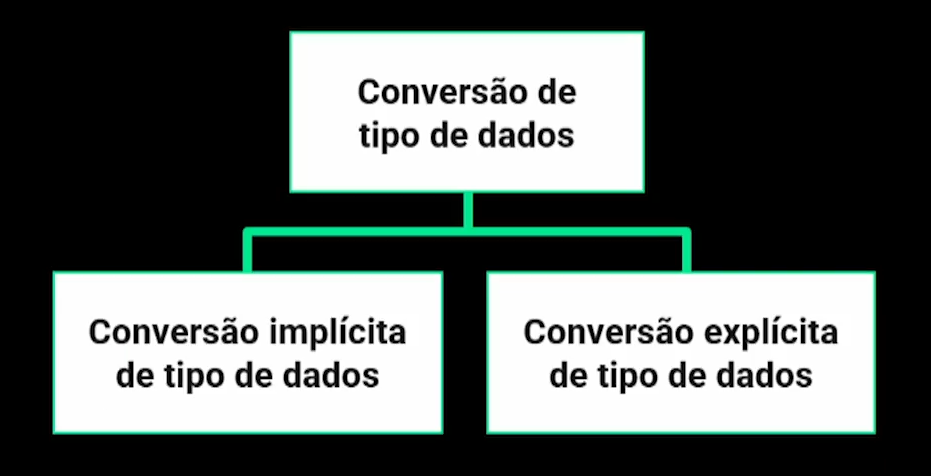 Conversão de
tipo de dados
Conversão implícita
de tipo de dados
Conversão explícita
de tipo de dados